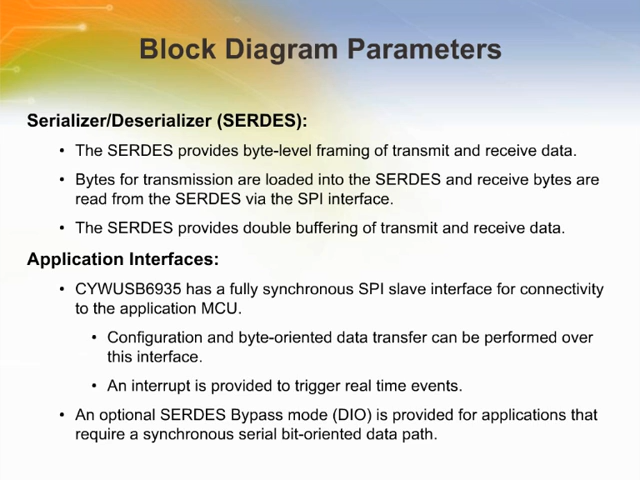 Block Diagram Parameters
Serializer/Deserializer (SERDES):
• The SERDES provides byte-level framing of transmit and receive data.
• Bytes for transmission are loaded into the SERDES and receive bytes are
read from the SERDES via the SPI interface.
• The SERDES provides double buffering of transmit and receive data.
Application Interfaces:
• CYWUSB6935 has a fully synchronous SPI slave interface for connectivity
to the application MCU.
• Configuration and byte-oriented data transfer can be performed over
this interface.
• An interrupt is provided to trigger real time events.
• An optional SERDES Bypass mode (DIO) is provided for applications that
require a synchronous serial bit-oriented data path.